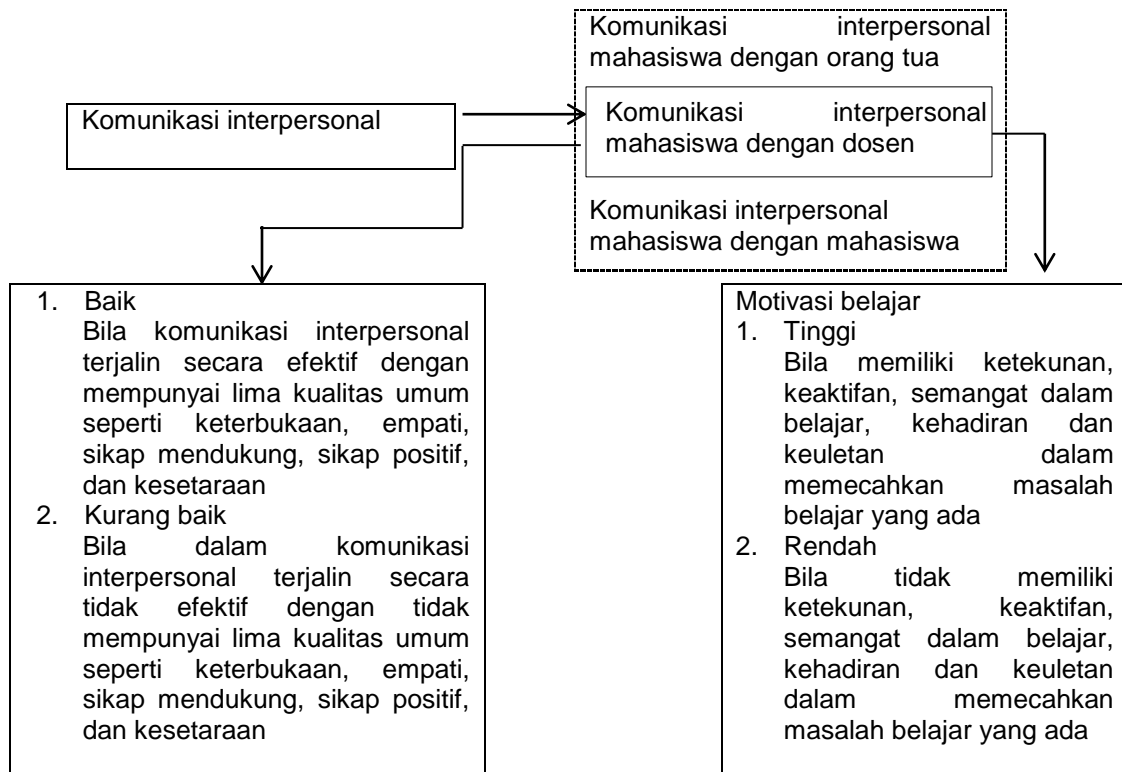 Komunikasi interpersonal
mahasiswa dengan orang tua
Komunikasi interpersonal
Komunikasi interpersonal
mahasiswa dengan dosen
Komunikasi interpersonal
mahasiswa dengan mahasiswa
1. Baik
Bila komunikasi interpersonal
terjalin secara efektif dengan
mempunyai lima kualitas umum
seperti keterbukaan, empati,
sikap mendukung, sikap positif,
dan kesetaraan
2. Kurang baik
Bila dalam komunikasi
interpersonal terjalin secara
tidak efektif dengan tidak
mempunyai lima kualitas umum
seperti keterbukaan, empati,
sikap mendukung, sikap positif,
dan kesetaraan
Motivasi belajar
1. Tinggi
Bila memiliki ketekunan,
keaktifan, semangat dalam
belajar, kehadiran dan
keuletan dalam
memecahkan masalah
belajar yang ada
2. Rendah
Bila tidak memiliki
ketekunan, keaktifan,
semangat dalam belajar,
kehadiran dan keuletan
dalam memecahkan
masalah belajar yang ada